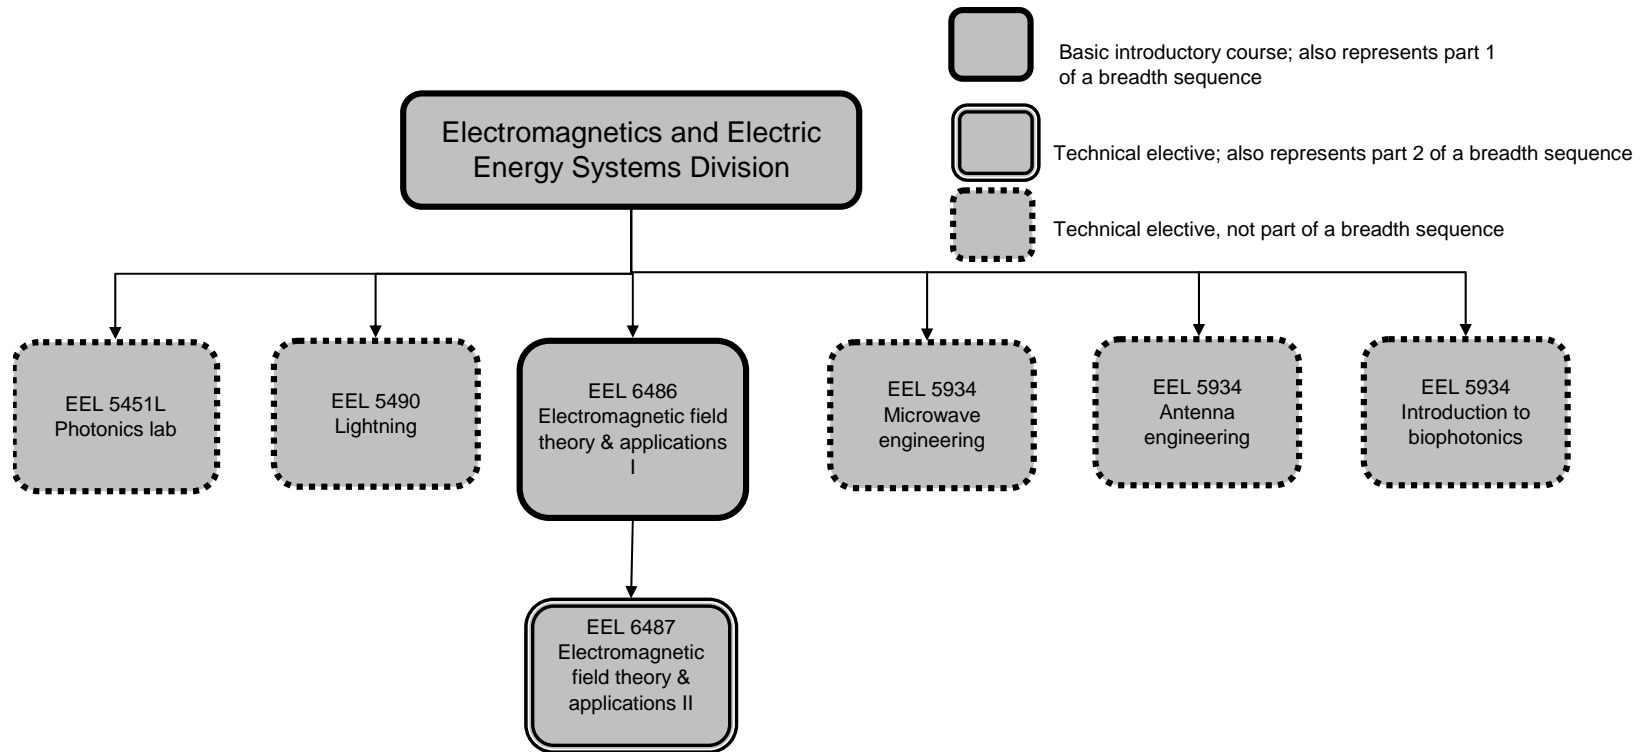 Basic introductory course; also represents part 1
of a breadth sequence
Electromagnetics and Electric
Energy Systems Division
Technical elective; also represents part 2 of a breadth sequence
Technical elective, not part of a breadth sequence
EEL 5451L
Photonics lab
EEL 5490
Lightning
EEL 6486
Electromagnetic field
theory & applications
I
EEL 5934
Microwave
engineering
EEL 5934
Antenna
engineering
EEL 5934
Introduction to
biophotonics
EEL 6487
Electromagnetic
field theory &
applications II